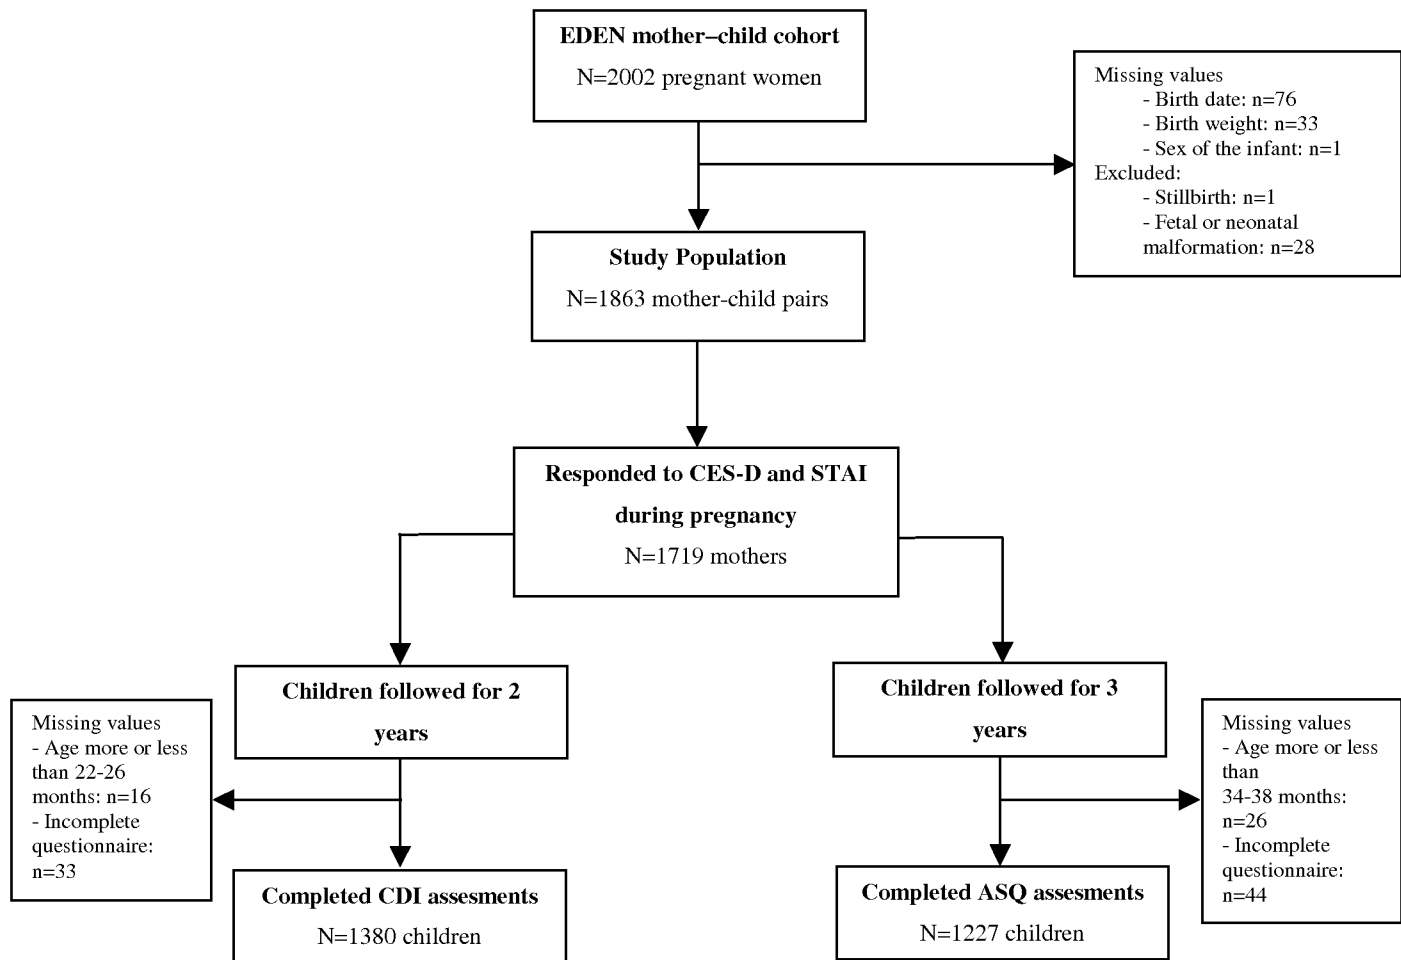 EDEN mother–child cohort
N=2002 pregnant women
Missing values
- Birth date: n=76
- Birth weight: n=33
- Sex of the infant: n=1
Excluded:
- Stillbirth: n=1
- Fetal or neonatal
malformation: n=28
Study Population
N=1863 mother-child pairs
Responded to CES-D and STAI
during pregnancy
N=1719 mothers
Children followed for 2
years
Missing values
- Age more or less
than 22-26
months: n=16
- Incomplete
questionnaire:
n=33
Completed CDI assesments
N=1380 children
Children followed for 3
years
Missing values
- Age more or less
than
34-38 months:
n=26
- Incomplete
questionnaire:
n=44
Completed ASQ assesments
N=1227 children